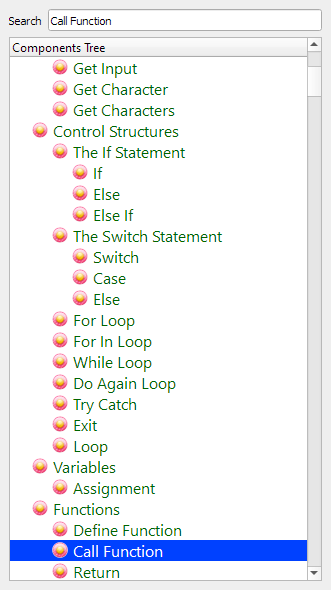 Search Call Function
Components Tree
Get Input
Get Character
Get Characters
Control Structures
The If Statement
If
Else
Else If
The Switch Statement
Switch
Case
Else
For Loop
For In Loop
While Loop
Do Again Loop
Try Catch
Exit
Loop
Variables
Assignment
Functions
Define Function
Call Function
Return